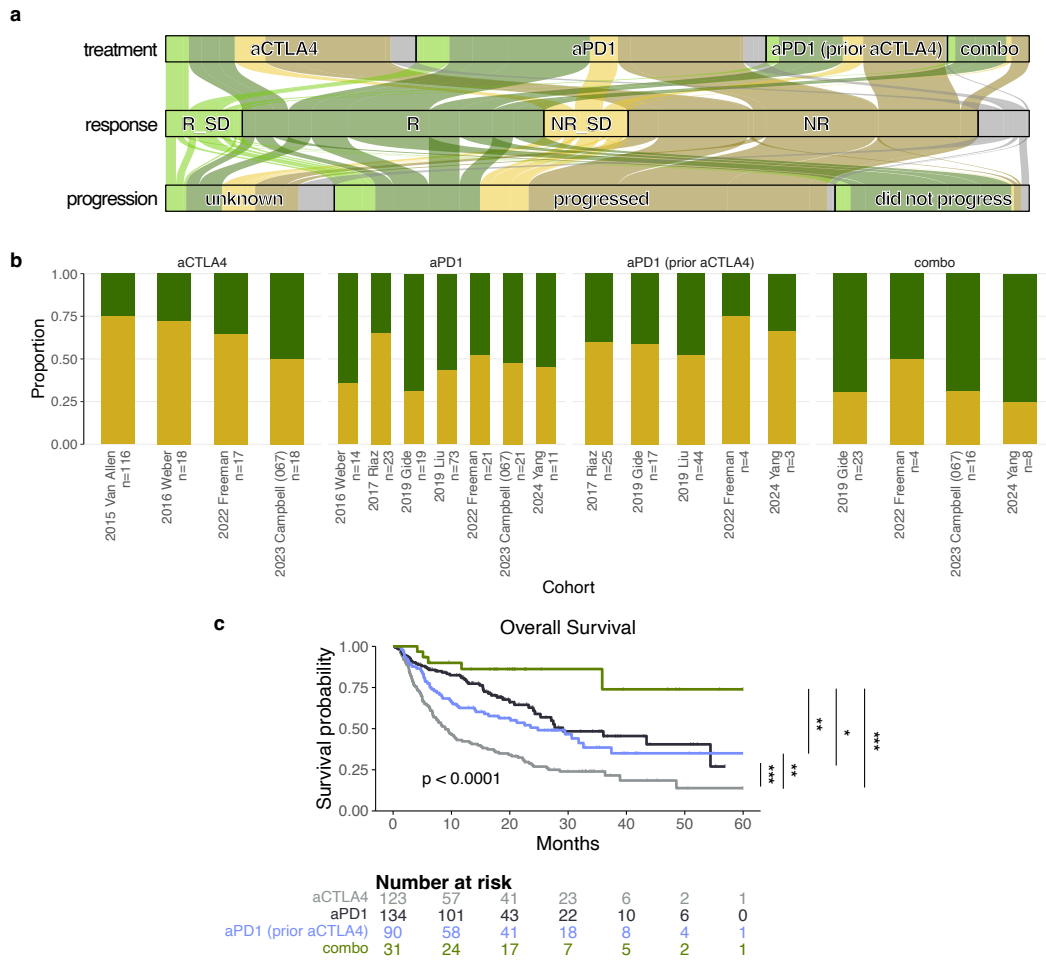 a
treatment
aCTLA4
aPD1
aPD1 (prior aCTLA4)
combo
response
R_SD
R
NR_SD
NR
progression
unknown
progressed
did not progress
b
aCTLA4
aPD1
aPD1 (prior aCTLA4)
combo
Proportion
1.00
0.75
0.50
0.25
0.00
2015 Van Allen
n=116
2016 Weber
n=18
2022 Freeman
n=17
2023 Campbell (067)
n=18
2016 Weber
n=14
2017 Riaz
n=23
2019 Gide
n=19
2019 Liu
n=73
2022 Freeman
n=21
2023 Campbell (067)
n=21
2024 Yang
n=11
2017 Riaz
n=25
2019 Gide
n=17
2019 Liu
n=44
2022 Freeman
n=4
2024 Yang
n=3
2019 Gide
n=23
2022 Freeman
n=4
2023 Campbell (067)
n=16
2024 Yang
n=8
Cohort
c
Overall Survival
Survival probability
1.00
0.75
0.50
0.25
0.00
p < 0.0001
***
**
**
*
***
0 10 20 30 40 50 60
Months
Number at risk
aCTLA4 123 57 41 23 6 2 1
aPD1 134 101 43 22 10 6 0
aPD1 (prior aCTLA4) 90 58 41 18 8 4 1
combo 31 24 17 7 5 2 1